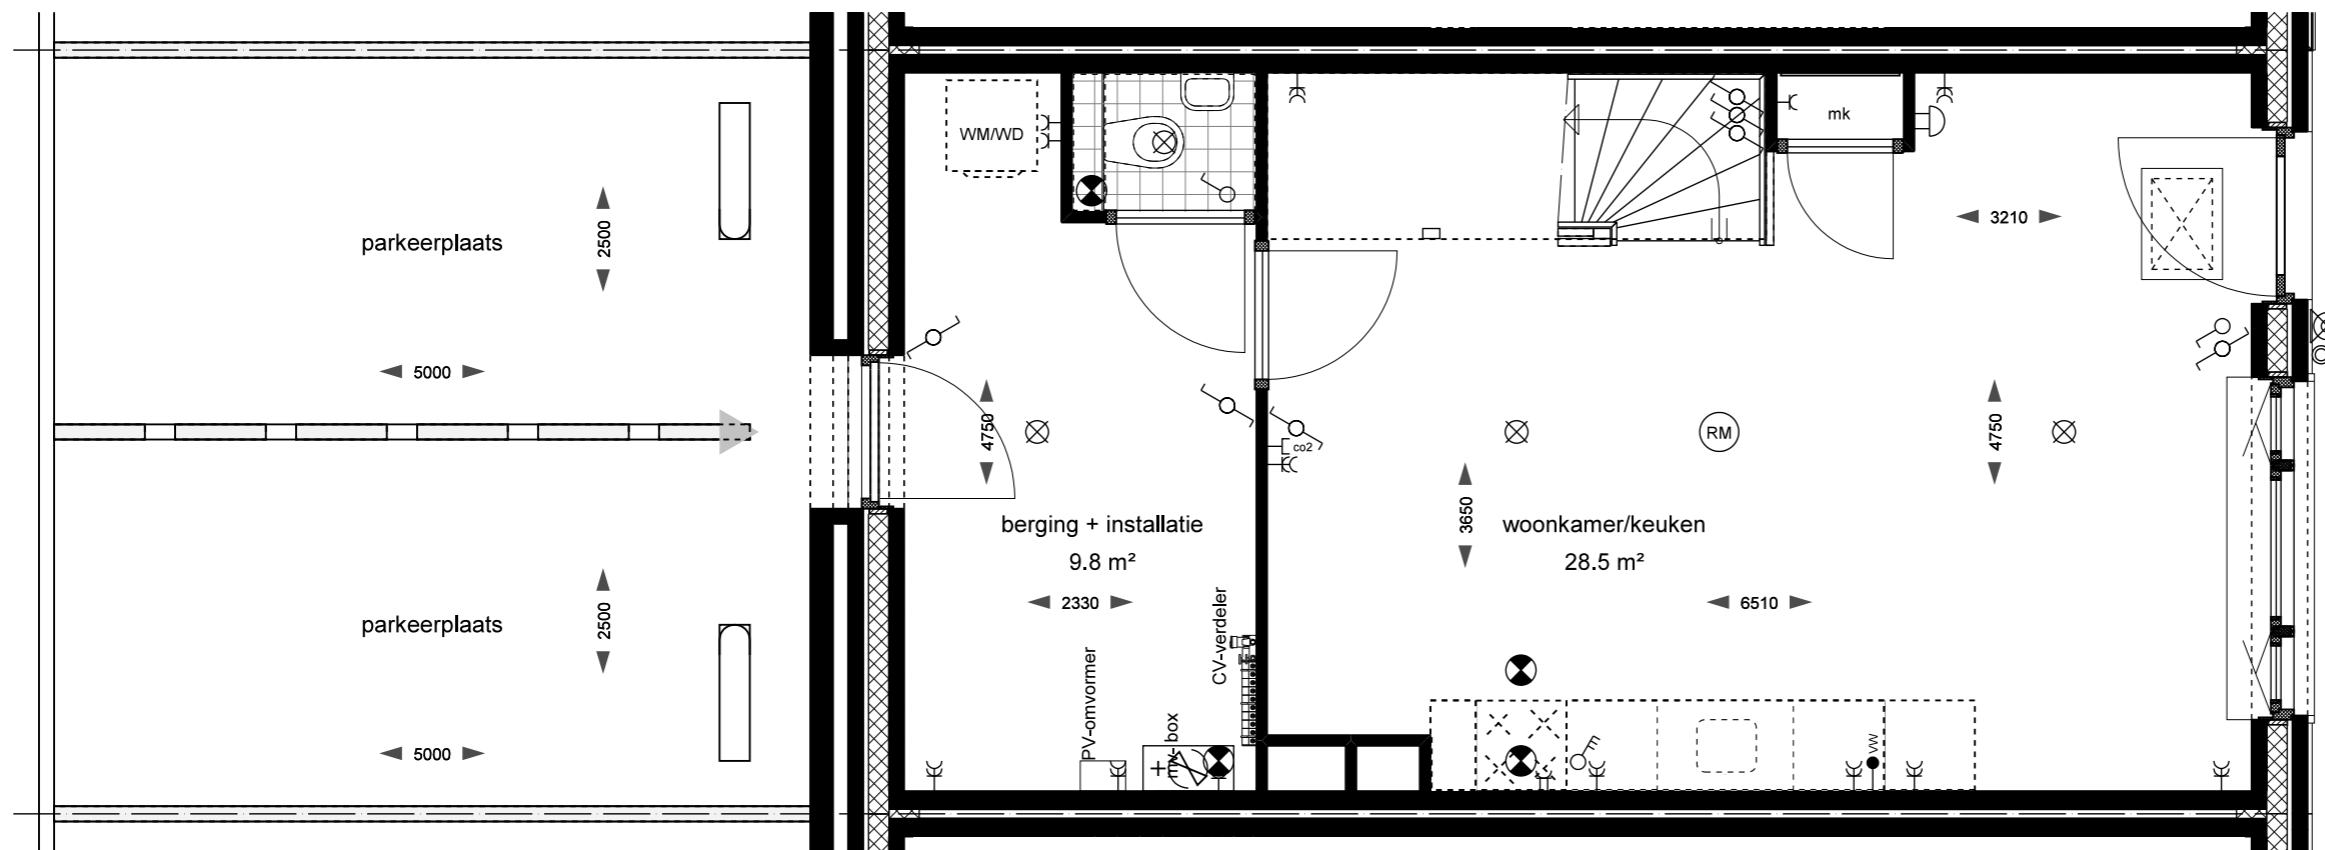 WM/WD
mk
parkeerplaats
2500
3210
5000
4750
RM
4750
co2
3650
berging + installatie
9.8 m²
woonkamer/keuken
28.5 m²
2330
6510
parkeerplaats
2500
CV-verdeler
PV-omvormer
mv-box
VW
5000